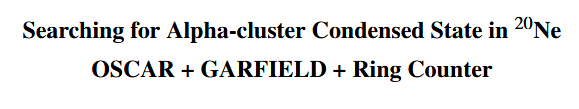 Searching for Alpha-cluster Condensed State in ²⁰Ne
OSCAR + GARFIELD + Ring Counter